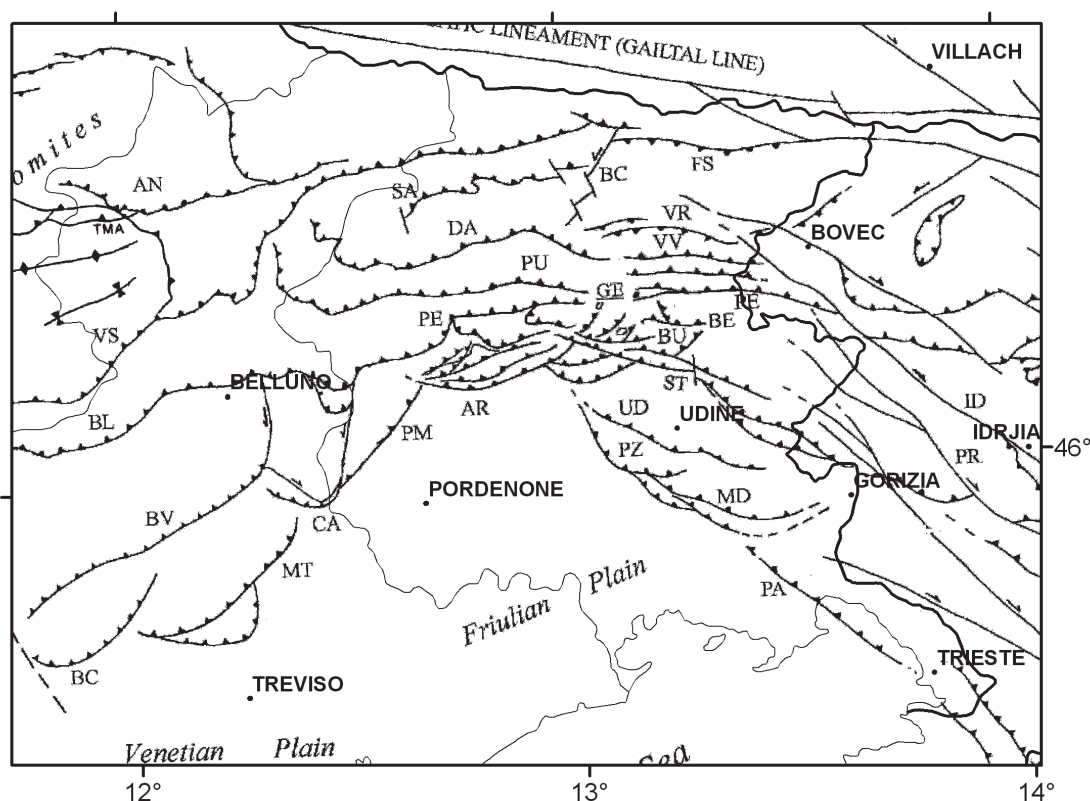 LINEAMENT (GAILTAL LINE)
VILLACH
omites
AN
TMA
SA
BC
FS
DA
VR
VV
BOVEC
PU
GE
PE
PE
BE
BU
VS
BELLUNO
ST
AR
UD
UDINE
ID
IDRJIA
46°
BL
PM
PZ
PR
PORDENONE
MD
GORIZIA
BV
CA
MT
PA
Friulian Plain
BC
TREVISO
TRIESTE
Venetian Plain
Sea
12°
13°
14°